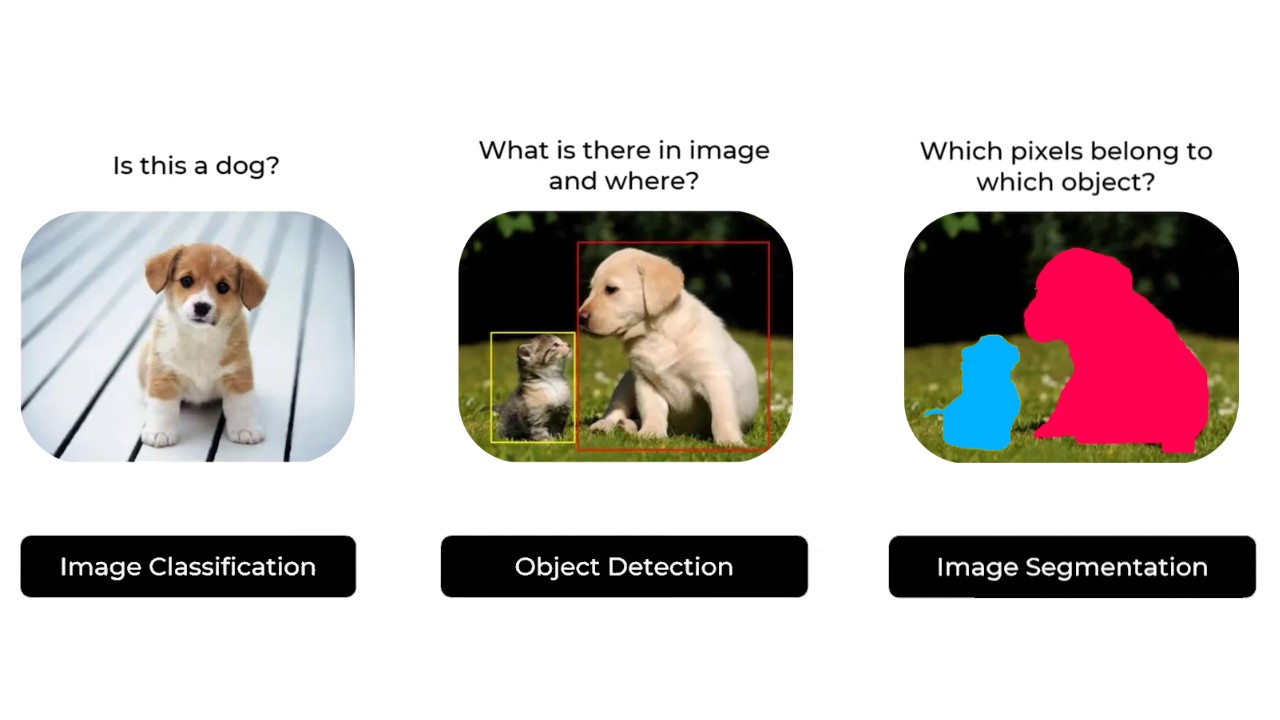 Is this a dog?
What is there in image
and where?
Which pixels belong to
which object?
Image Classification
Object Detection
Image Segmentation